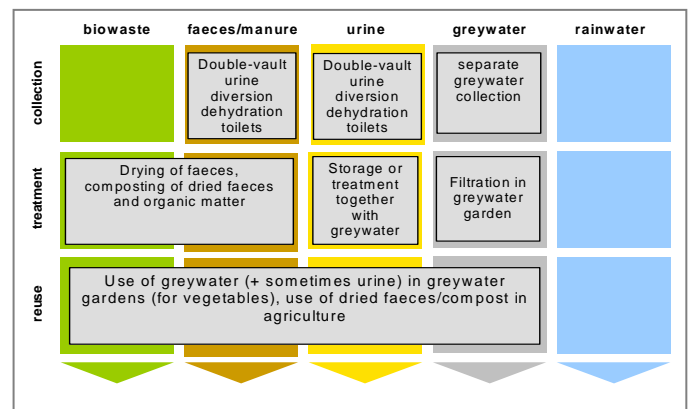 biowaste
faeces/manure
urine
greywater
rainwater
collection
Double-vault
urine
diversion
dehydration
toilets
Double-vault
urine
diversion
dehydration
toilets
separate
greywater
collection
treatment
Drying of faeces,
composting of dried faeces
and organic matter
Storage or
treatment
together
with
greywater
Filtration in
greywater
garden
reuse
Use of greywater (+ sometimes urine) in greywater
gardens (for vegetables), use of dried faeces/compost in
agriculture